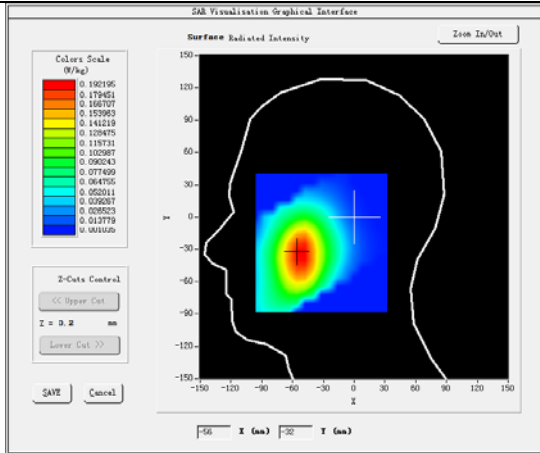 SAR Visualisation Graphical Interface
Surface Radiated Intensity
Zoom In/Out
Colors Scale
(W/kg)
0.192195
0.179451
0.166707
0.153963
0.141219
0.128475
0.115731
0.102987
0.090243
0.077499
0.064755
0.052011
0.039267
0.026523
0.013779
0.001035
Z-Cuts Control
<< Upper Cut
Z = 3.2 mm
Lower Cut >>
SAVE Cancel
150
120
90
60
30
0
-30
-60
-90
-120
-150
Y
-150 -120 -90 -60 -30 0 30 60 90 120 150
X
-56 X (mm) -32 Y (mm)